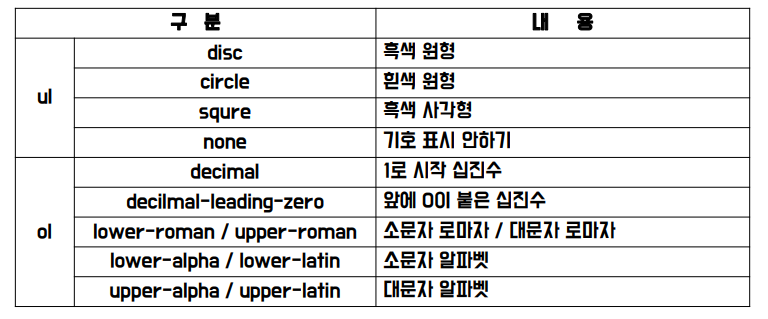 구 분 내 용
ul
disc 흑색 원형
circle 흰색 원형
squre 흑색 사각형
none 기호 표시 안하기
ol
decimal 1로 시작 십진수
decilmal-leading-zero 앞에 0이 붙은 십진수
lower-roman / upper-roman 소문자 로마자 / 대문자 로마자
lower-alpha / lower-latin 소문자 알파벳
upper-alpha / upper-latin 대문자 알파벳